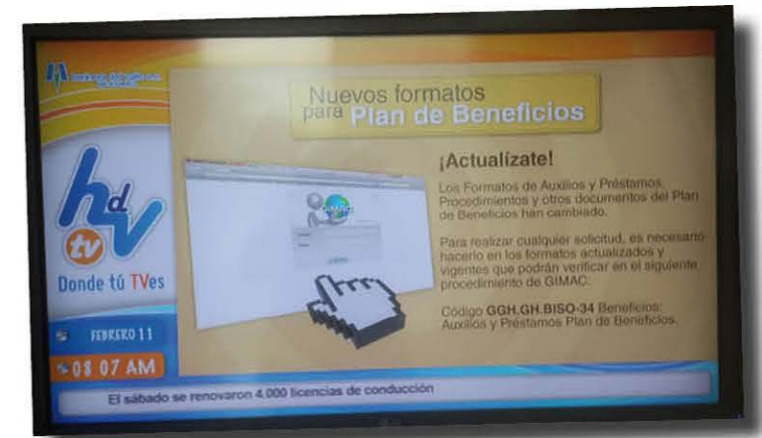 Nuevos formatos
para Plan de Beneficios
¡Actualízate!
Los Formatos de Auxilios y Préstamos,
Procedimientos y otros documentos del Plan
de Beneficios han cambiado.
Para realizar cualquier solicitud, es necesario
hacerlo en los formatos actualizados y
vigentes que podrán verificar en el siguiente
procedimiento de GIMAC:
Código GGH.GH.BISO-34 Beneficios:
Auxilios y Préstamos Plan de Beneficios.
GIMAC
hdv
tv
Donde tú TVes
FEBRERO 11
08 07 AM
El sábado se renovaron 4.000 licencias de conducción